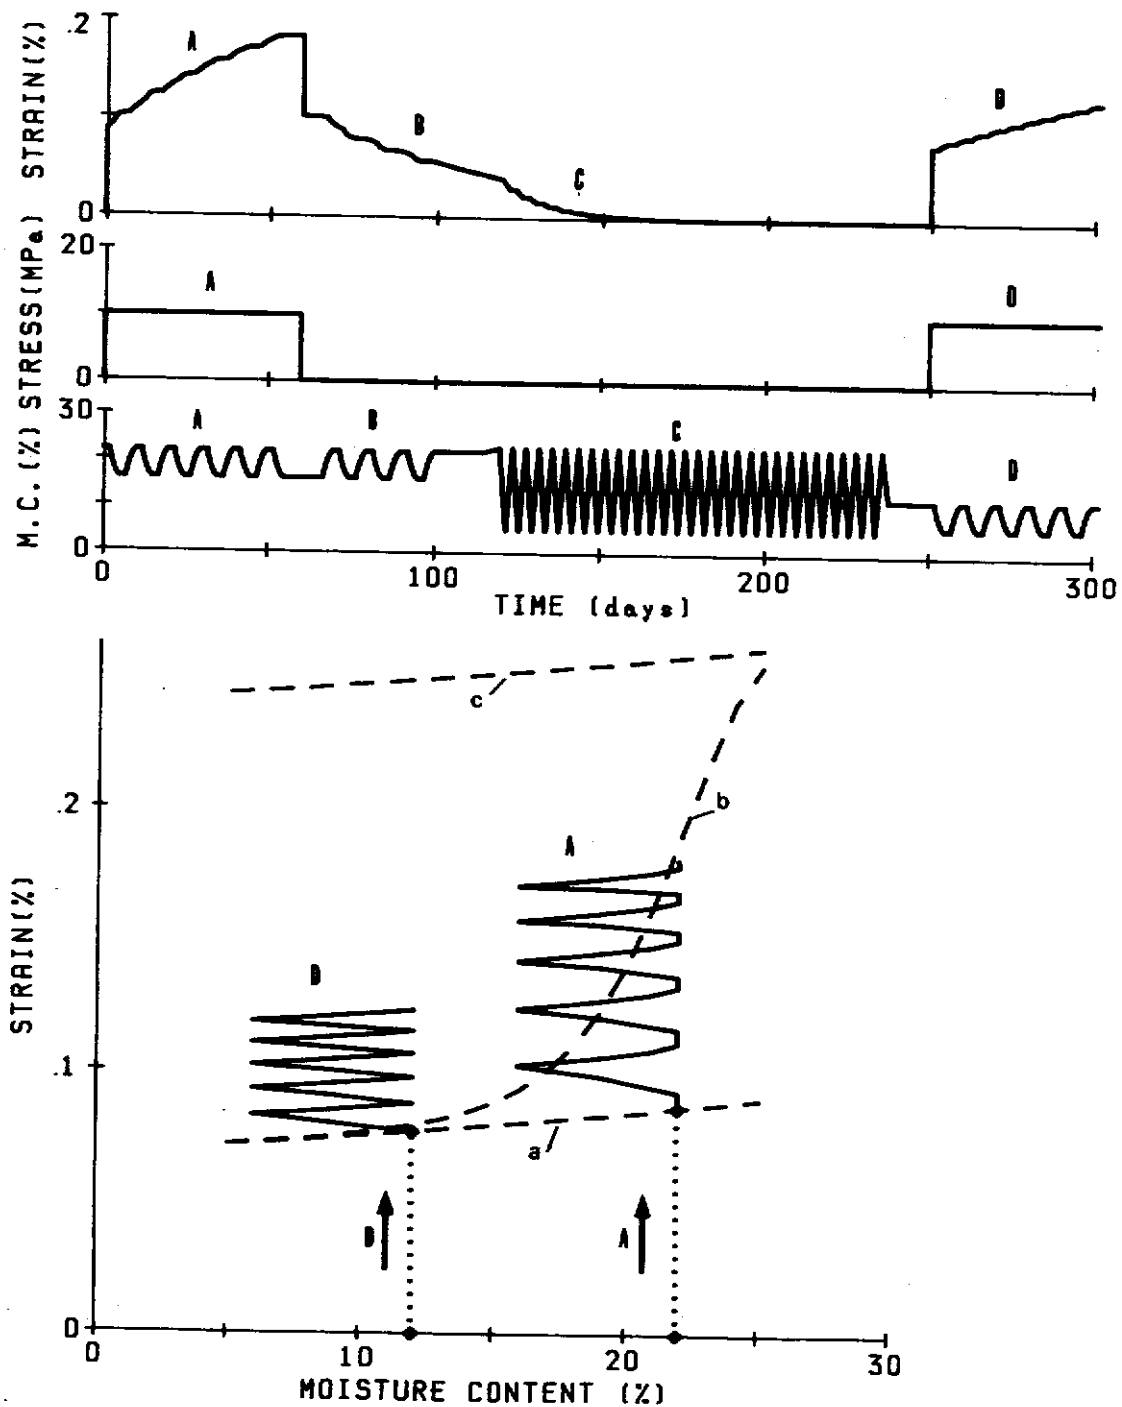 .2
STRAIN(%)
A
B
C
D
0
20
STRESS(MPa)
A
D
0
30
M.C.(%)
A
B
C
D
0
0
100
200
300
TIME (days)
c
b
.2
A
STRAIN(%)
D
.1
a
D
A
0
0
10
20
30
MOISTURE CONTENT (%)